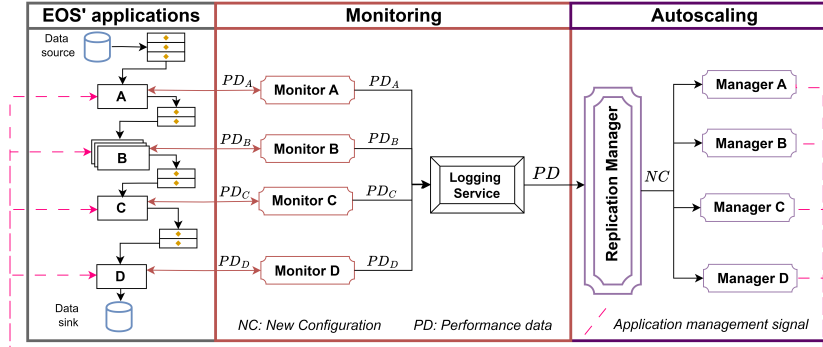 EOS' applications
Monitoring
Autoscaling
Data
source
A
B
C
D
Data
sink
PD_A
PD_B
PD_C
PD_D
Monitor A
Monitor B
Monitor C
Monitor D
PD_A
PD_B
PD_C
PD_D
Logging
Service
PD
NC: New Configuration
PD: Performance data
Replication Manager
NC
Manager A
Manager B
Manager C
Manager D
Application management signal